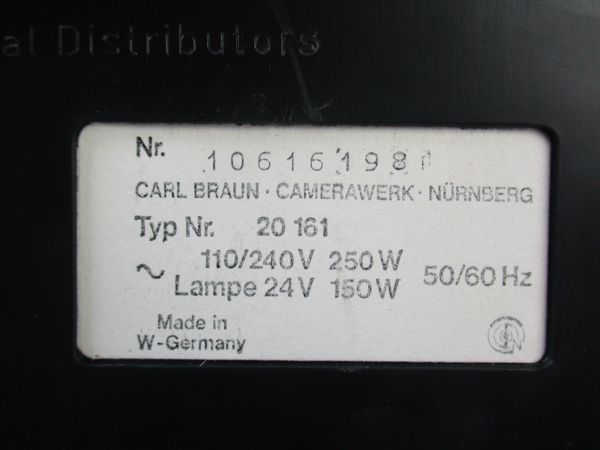 al Distributors
Nr.
CARL BRAUN · CAMERAWERK · NÜRNBERG
Typ Nr. 20 161
~ 110/240V 250W 50/60 Hz
Lampe 24V 150W
Made in
W-Germany